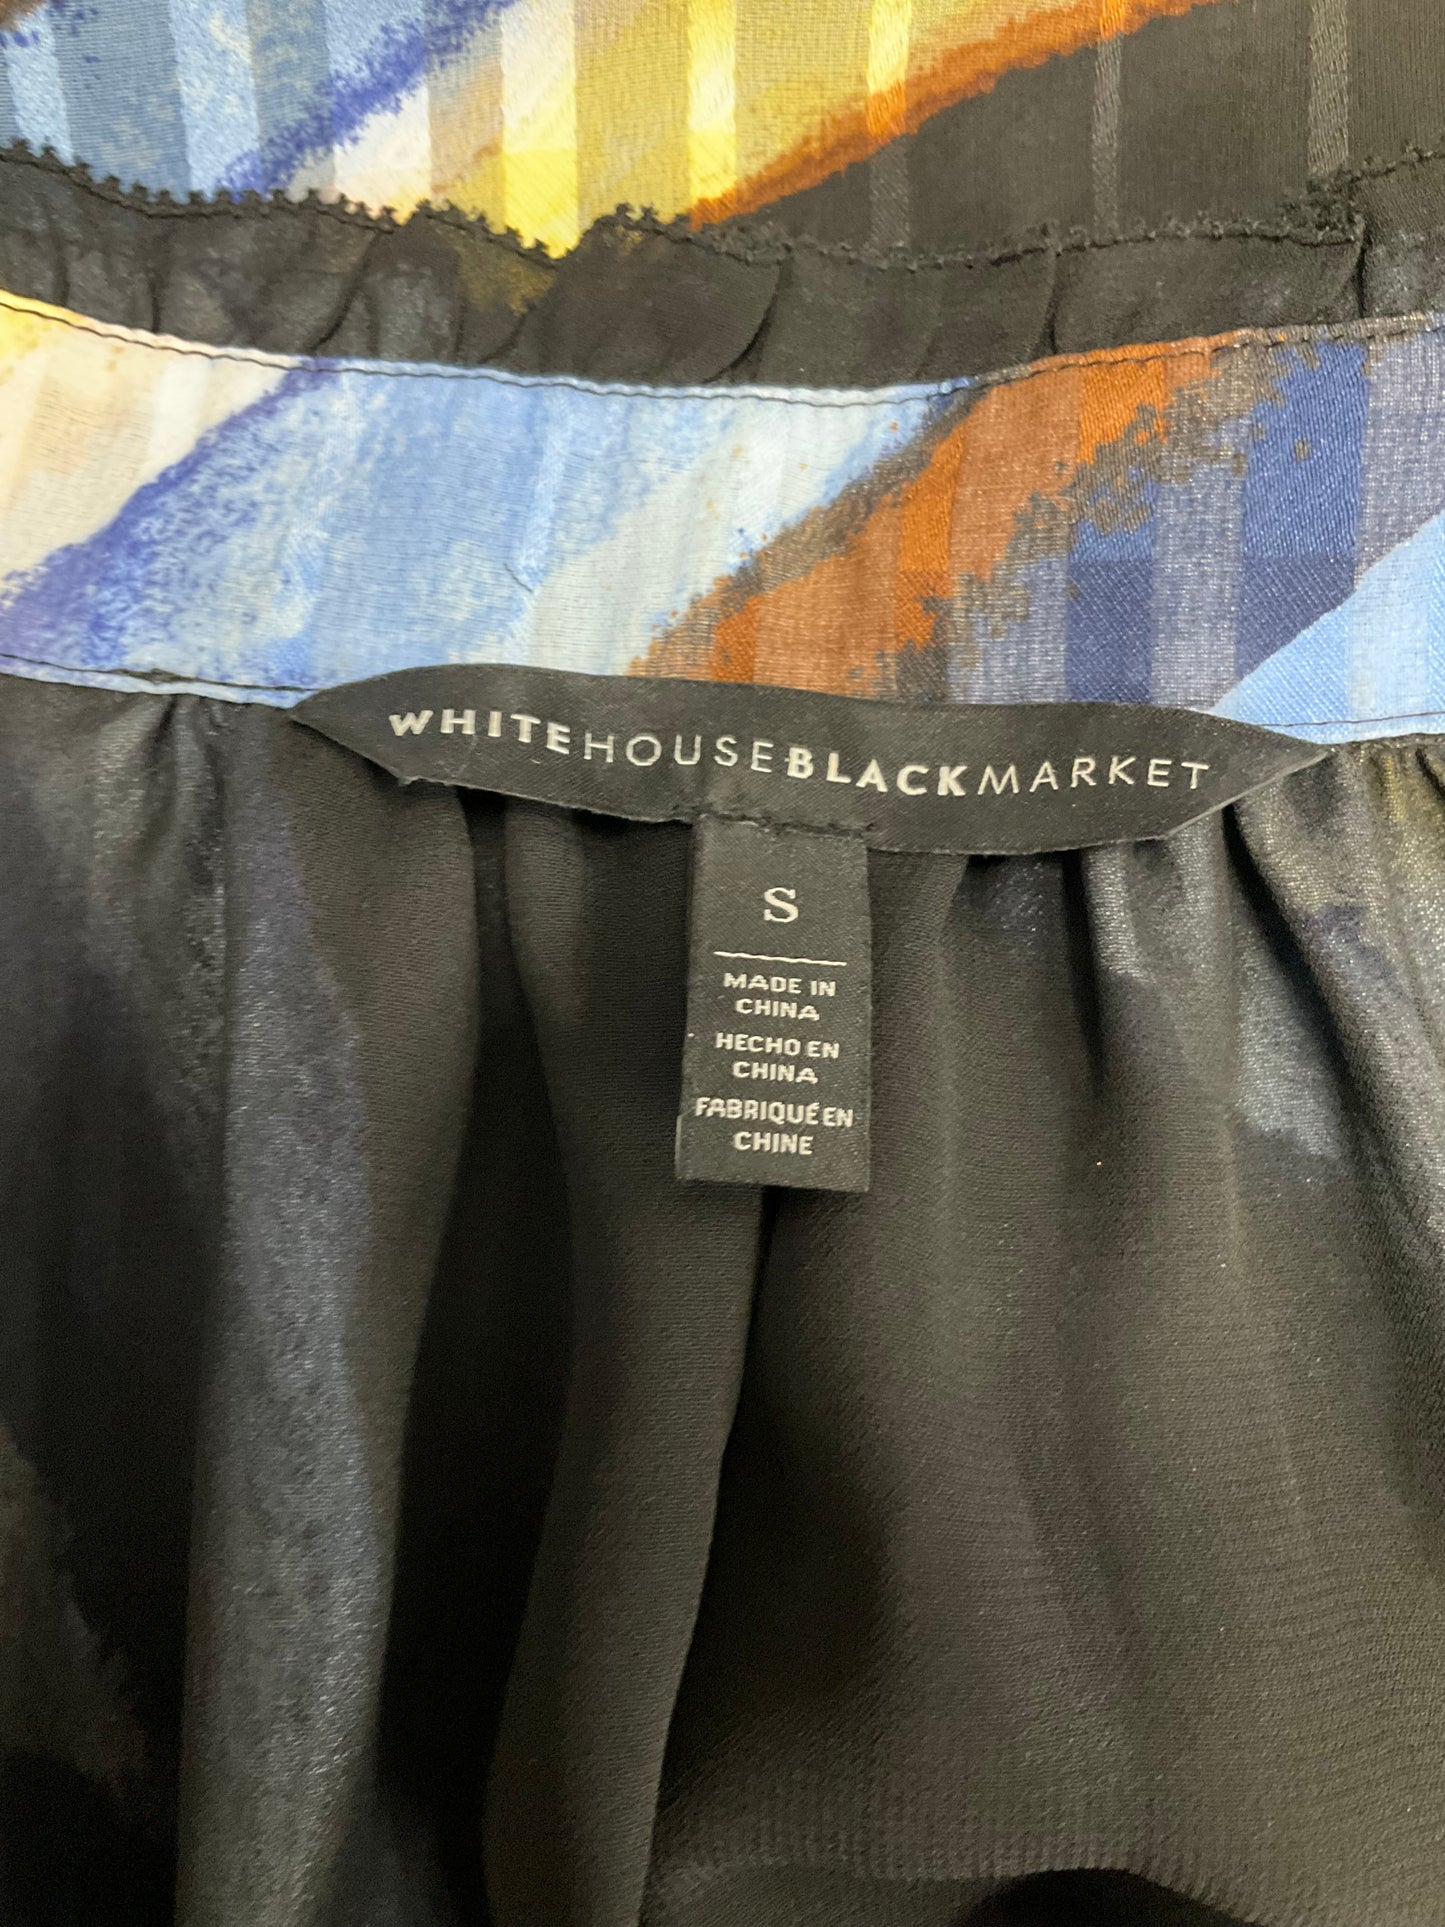 WHITEHOUSEBLACKMARKET
S
MADE IN
CHINA
HECHO EN
CHINA
FABRIQUÉ EN
CHINE